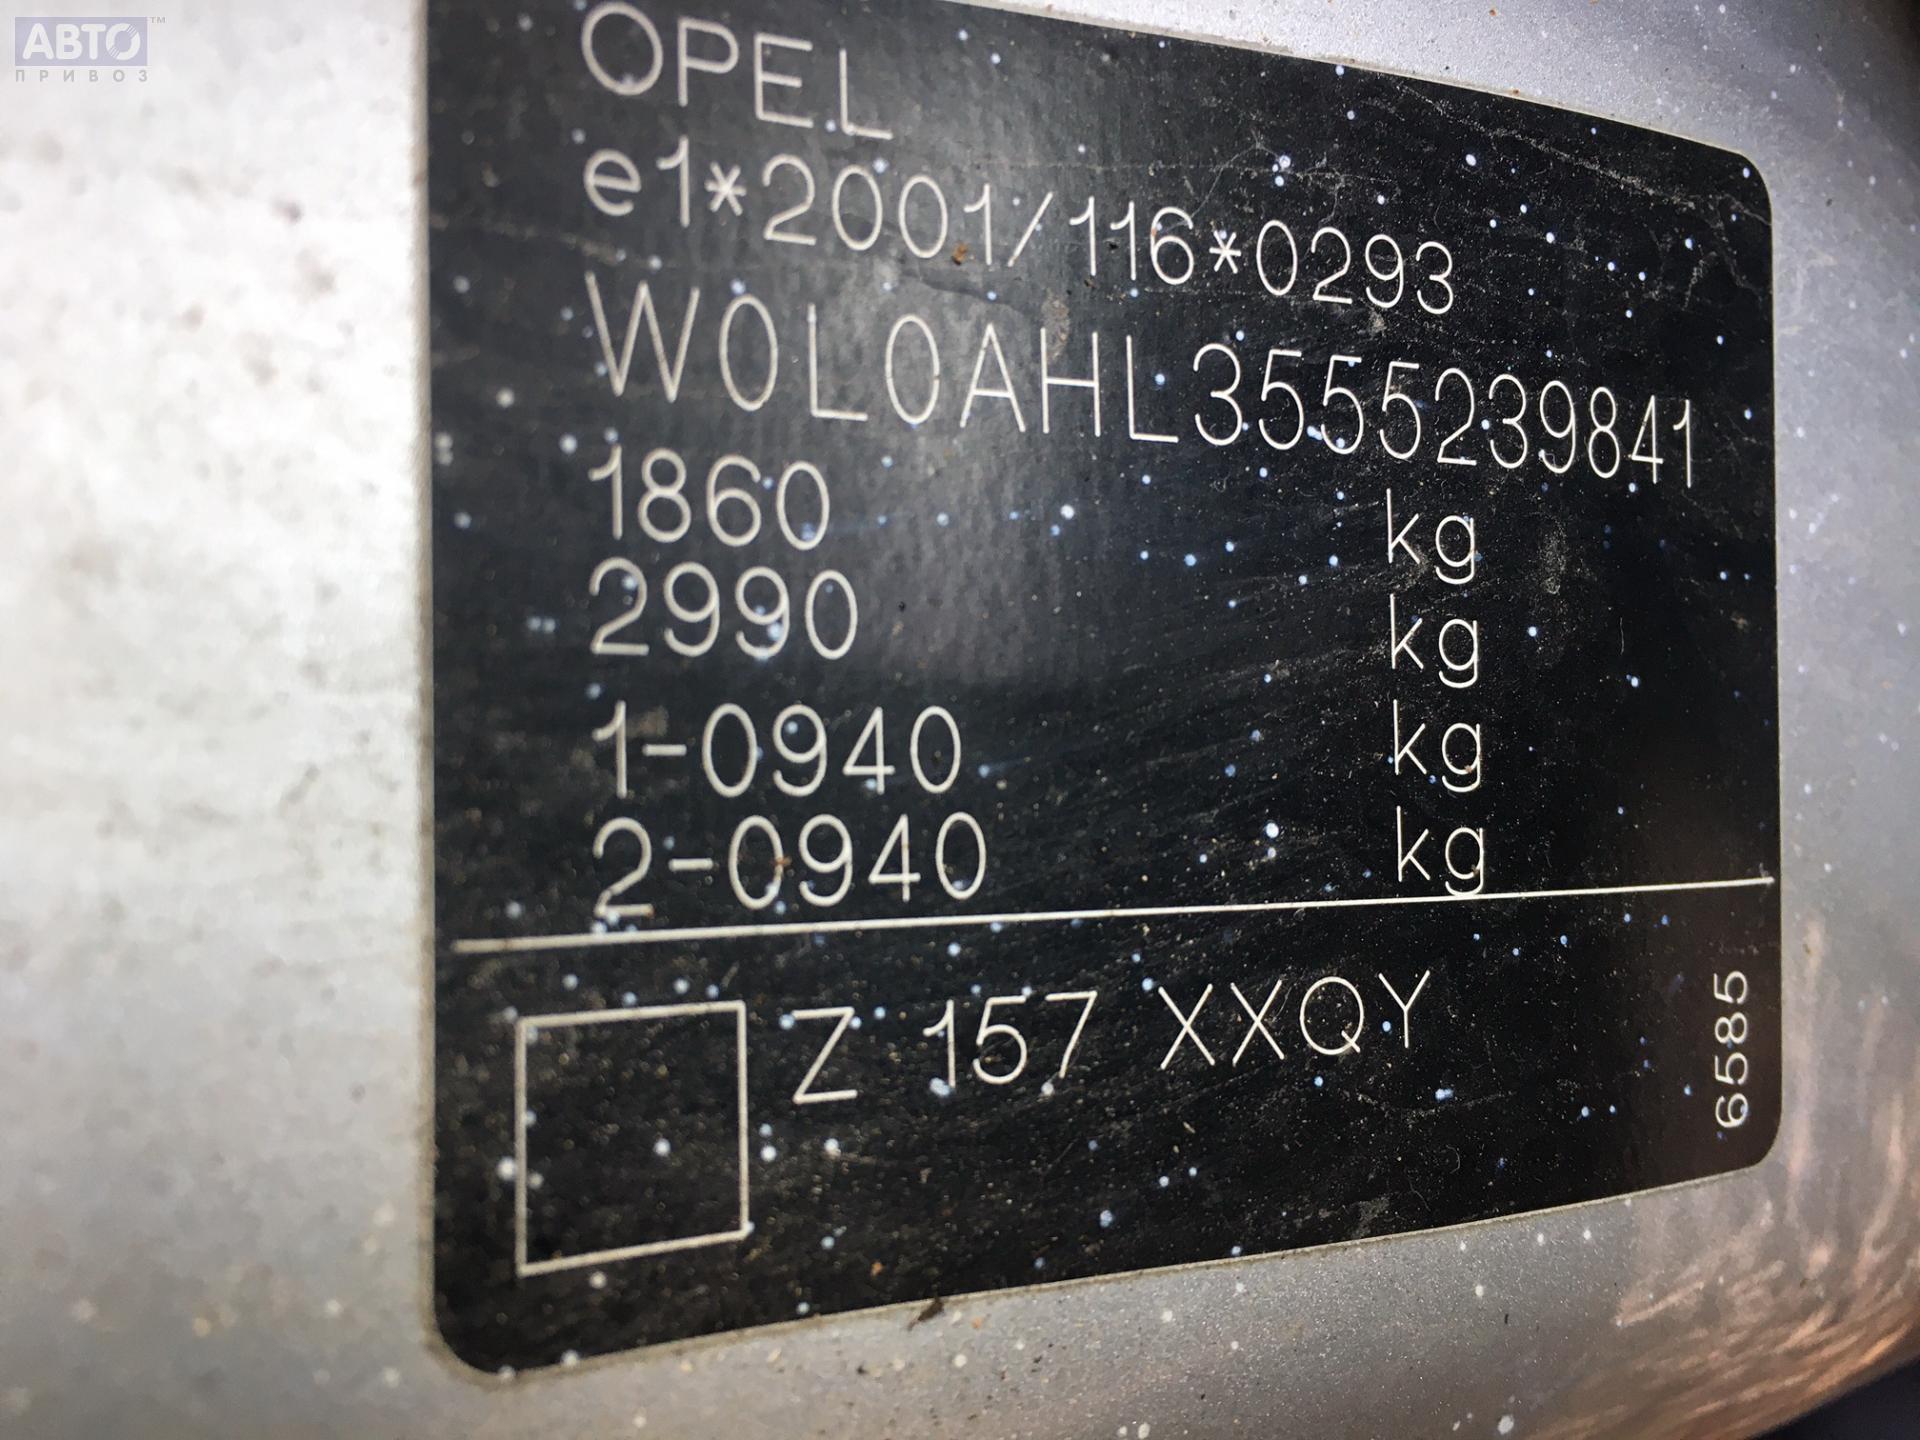 АВТО™
ПРИВОЗ
OPEL
e1*2001/116*0293
W0L0AHL3555239841
1860 kg
2990 kg
1-0940 kg
2-0940 kg
Z 157 XXQY
6585